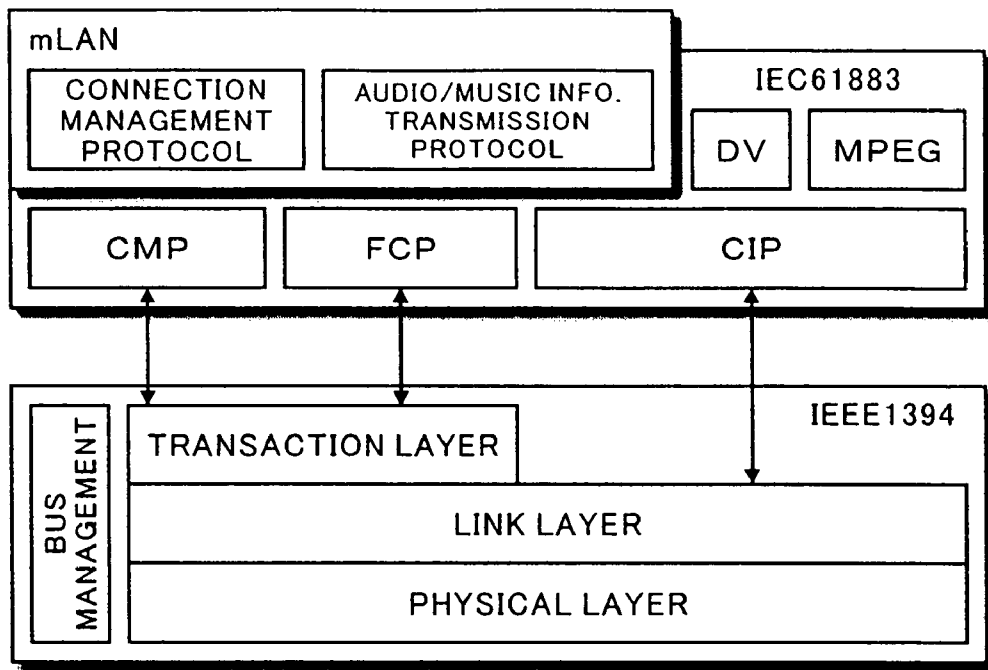 mLAN
CONNECTION
MANAGEMENT
PROTOCOL
AUDIO/MUSIC INFO.
TRANSMISSION
PROTOCOL
IEC61883
DV
MPEG
CMP
FCP
CIP
IEEE1394
BUS
MANAGEMENT
TRANSACTION LAYER
LINK LAYER
PHYSICAL LAYER